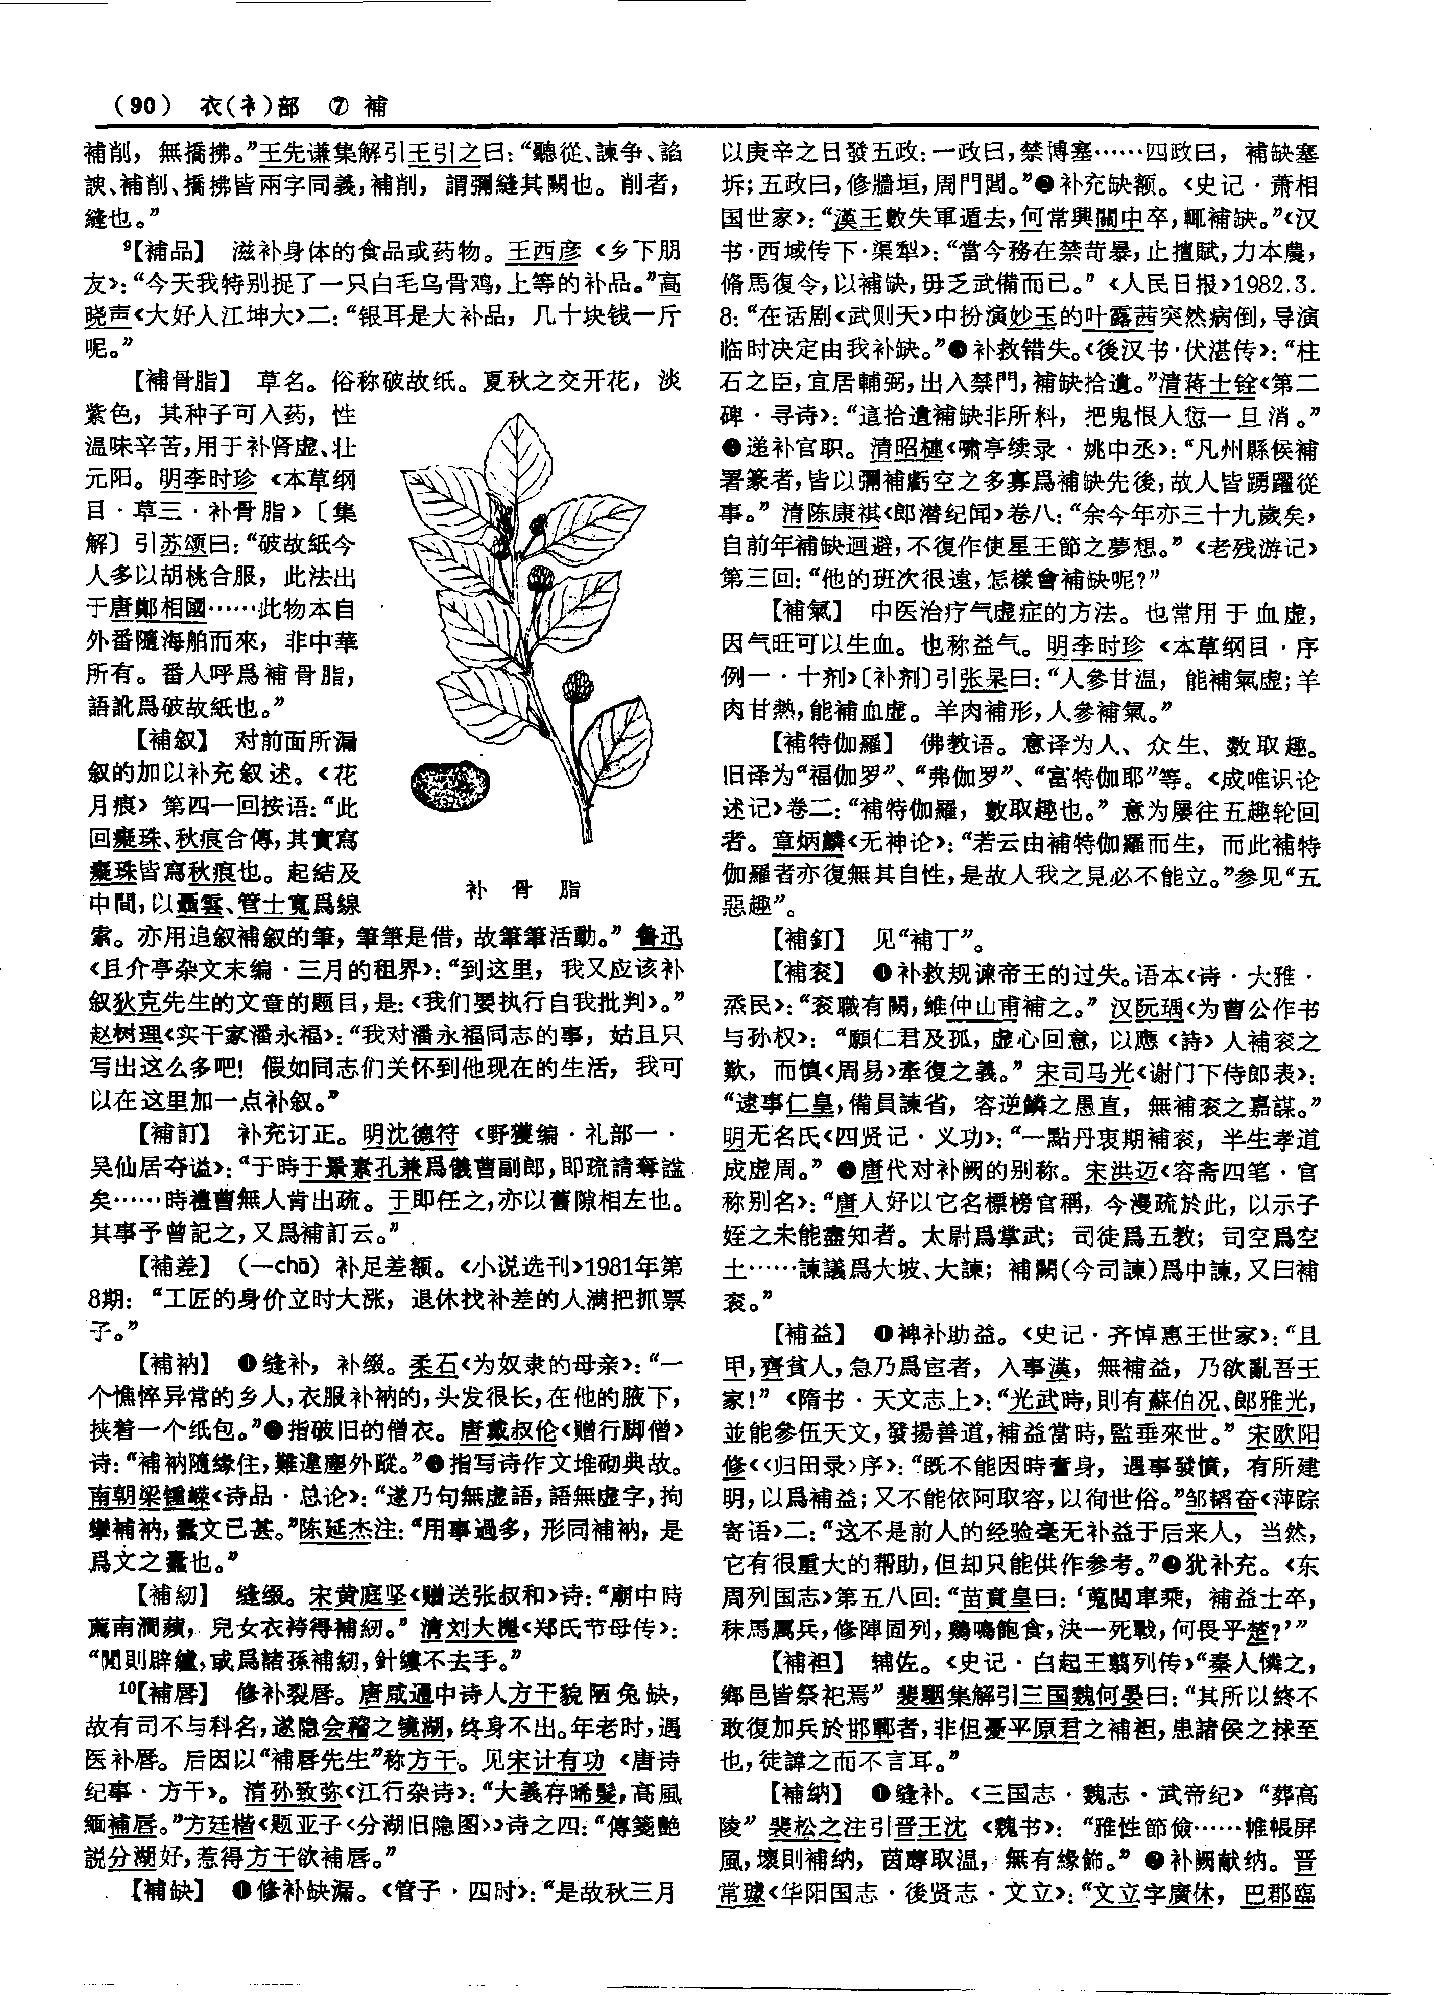 (90) 衣(衤)部 ⑦ 補
補削，無撟拂。”王先谦集解引王引之曰：“聽從、諫争、諂
諛、補削、撟拂皆兩字同義，補削，謂彌縫其闕也。削者，
縫也。”
⁹【補品】 滋补身体的食品或药物。王西彦《乡下朋
友》：“今天我特别捉了一只白毛乌骨鸡，上等的补品。”高
晓声《大好人江坤大》二：“银耳是大补品，几十块钱一斤
呢。”
【補骨脂】 草名。俗称破故纸。夏秋之交开花，淡
紫色，其种子可入药，性
温味辛苦，用于补肾虚、壮
元阳。明李时珍《本草纲
目·草三·补骨脂》〔集
解〕引苏颂曰：“破故紙今
人多以胡桃合服，此法出
于唐鄭相國……此物本自
外番隨海舶而來，非中華
所有。番人呼爲補骨脂，
語訛爲破故紙也。”
【補叙】 对前面所漏
叙的加以补充叙述。《花
月痕》第四一回按语：“此
回癡珠、秋痕合傳，其實寫
癡珠皆寫秋痕也。起結及
中間，以聶雲、管士寬爲線
索。亦用追叙補叙的筆，筆筆是借，故筆筆活動。”鲁迅
《且介亭杂文末编·三月的租界》：“到这里，我又应该补
叙狄克先生的文章的题目，是：《我们要执行自我批判》。”
赵树理《实干家潘永福》：“我对潘永福同志的事，姑且只
写出这么多吧！假如同志们关怀到他现在的生活，我可
以在这里加一点补叙。”
【補訂】 补充订正。明沈德符《野獲编·礼部一·
吴仙居夺谥》：“于時于景素孔兼爲儀曹副郎，即疏請奪謚
矣……時禮曹無人肯出疏。于即任之，亦以舊隙相左也。
其事予曾記之，又爲補訂云。”
【補差】 (—chā) 补足差额。《小说选刊》1981年第
8期：“工匠的身价立时大涨，退休找补差的人满把抓票
子。”
【補衲】 ❶缝补，补缀。柔石《为奴隶的母亲》：“一
个憔悴异常的乡人，衣服补衲的，头发很长，在他的腋下，
挟着一个纸包。”❷指破旧的僧衣。唐戴叔伦《赠行脚僧》
诗：“補衲隨緣住，難違塵外蹤。”❸指写诗作文堆砌典故。
南朝梁锺嵘《诗品·总论》：“遂乃句無虚語，語無虚字，拘
攣補衲，蠹文已甚。”陈延杰注：“用事過多，形同補衲，是
爲文之蠹也。”
【補紉】 缝缀。宋黄庭坚《赠送张叔和》诗：“廟中時
薦南澗蘋，兒女衣袴得補紉。”清刘大櫆《郑氏节母传》：
“閒則辟纑，或爲諸孫補紉，針縷不去手。”
¹⁰【補脣】 修补裂唇。唐咸通中诗人方干貌陋兔缺，
故有司不与科名，遂隐会稽之镜湖，终身不出。年老时，遇
医补唇。后因以“補脣先生”称方干。见宋计有功《唐诗
纪事·方干》。清孙致弥《江行杂诗》：“大義存晞髮，高風
緬補脣。”方廷楷《题亚子〈分湖旧隐图〉》诗之四：“傳箋艷
説分湖好，惹得方干欲補脣。”
【補缺】 ❶修补缺漏。《管子·四时》：“是故秋三月
以庚辛之日發五政：一政曰，禁博塞……四政曰，補缺塞
坼；五政曰，修牆垣，周門閭。”❷补充缺额。《史记·萧相
国世家》：“漢王數失軍遁去，何常興關中卒，輒補缺。”《汉
书·西域传下·渠犁》：“當今務在禁苛暴，止擅賦，力本農，
脩馬復令，以補缺，毋乏武備而已。”《人民日报》1982.3.
8：“在话剧《武则天》中扮演妙玉的叶露茜突然病倒，导演
临时决定由我补缺。”❸补救错失。《後汉书·伏湛传》：“柱
石之臣，宜居輔弼，出入禁門，補缺拾遺。”清蒋士铨《第二
碑·寻诗》：“這拾遺補缺非所料，把鬼恨人愆一旦消。”
❹递补官职。清昭槤《啸亭续录·姚中丞》：“凡州縣候補
署篆者，皆以彌補虧空之多寡爲補缺先後，故人皆踴躍從
事。”清陈康祺《郎潜纪闻》卷八：“余今年亦三十九歲矣，
自前年補缺迴避，不復作使星王節之夢想。”《老残游记》
第三回：“他的班次很遠，怎樣會補缺呢？”
【補氣】 中医治疗气虚症的方法。也常用于血虚，
因气旺可以生血。也称益气。明李时珍《本草纲目·序
例一·十剂》〔补剂〕引张杲曰：“人參甘温，能補氣虚；羊
肉甘熱，能補血虚。羊肉補形，人參補氣。”
【補特伽羅】 佛教语。意译为人、众生、数取趣。
旧译为“福伽罗”、“弗伽罗”、“富特伽耶”等。《成唯识论
述记》卷二：“補特伽羅，數取趣也。”意为屡往五趣轮回
者。章炳麟《无神论》：“若云由補特伽羅而生，而此補特
伽羅者亦復無其自性，是故人我之見必不能立。”参见“五
惡趣”。
【補釘】 见“補丁”。
【補衮】 ❶补救规谏帝王的过失。语本《诗·大雅·
烝民》：“衮職有闕，維仲山甫補之。”汉阮瑀《为曹公作书
与孙权》：“願仁君及孤，虚心回意，以應《詩》人補衮之
歎，而慎《周易》牽復之義。”宋司马光《谢门下侍郎表》：
“逮事仁皇，備員諫省，容逆鱗之愚直，無補衮之嘉謀。”
明无名氏《四贤记·义功》：“一點丹衷期補衮，半生孝道
成虚周。”❷唐代对补阙的别称。宋洪迈《容斋四笔·官
称别名》：“唐人好以它名標榜官稱，今漫疏於此，以示子
姪之未能盡知者。太尉爲掌武；司徒爲五教；司空爲空
土……諫議爲大坡、大諫；補闕(今司諫)爲中諫，又曰補
衮。”
【補益】 ❶裨补助益。《史记·齐悼惠王世家》：“且
甲，齊貧人，急乃爲宦者，入事漢，無補益，乃欲亂吾王
家！”《隋书·天文志上》：“光武時，則有蘇伯况、郎雅光，
並能參伍天文，發揚善道，補益當時，監垂來世。”宋欧阳
修《〈归田录〉序》：“既不能因時奮身，遇事發憤，有所建
明，以爲補益；又不能依阿取容，以徇世俗。”邹韬奋《萍踪
寄语》二：“这不是前人的经验毫无补益于后来人，当然，
它有很重大的帮助，但却只能供作参考。”❷犹补充。《东
周列国志》第五八回：“苗賁皇曰：‘蒐閲車乘，補益士卒，
秣馬厲兵，修陣固列，鷄鳴飽食，決一死戰，何畏乎楚？’”
【補袒】 辅佐。《史记·白起王翦列传》“秦人憐之，
鄉邑皆祭祀焉”裴駰集解引三国魏何晏曰：“其所以終不
敢復加兵於邯鄲者，非但憂平原君之補袒，患諸侯之捄至
也，徒諱之而不言耳。”
【補納】 ❶缝补。《三国志·魏志·武帝纪》“葬高
陵”裴松之注引晋王沈《魏书》：“雅性節儉……帷帳屏
風，壞則補納，茵蓐取温，無有緣飾。”❷补阙献纳。晋
常璩《华阳国志·後贤志·文立》：“文立字廣休，巴郡臨
补骨脂